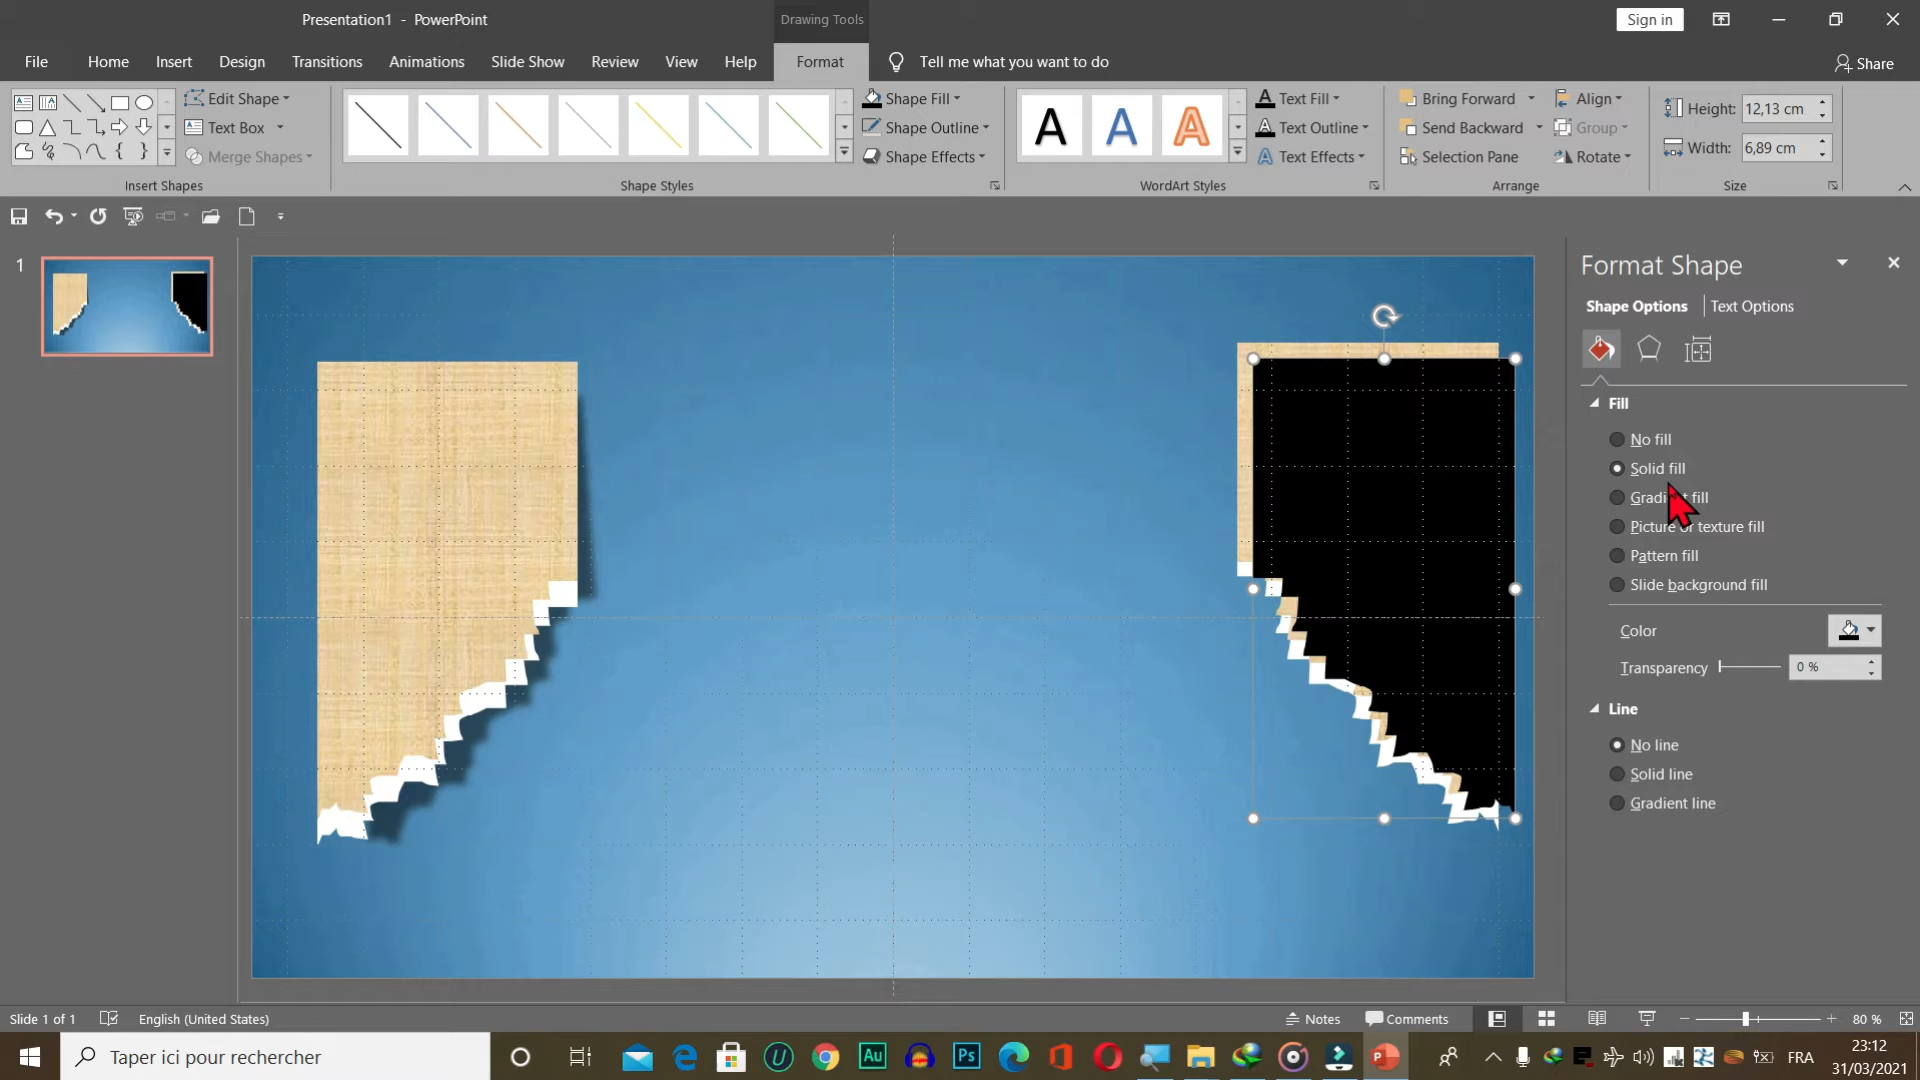 Presentation1 - PowerPoint
Drawing Tools
Sign in
File Home Insert Design Transitions Animations Slide Show Review View Help Format Tell me what you want to do
Share
Edit Shape
Text Box
Merge Shapes
Insert Shapes
Shape Fill
Shape Outline
Shape Effects
Shape Styles
A A A
Text Fill
Text Outline
Text Effects
WordArt Styles
Bring Forward
Send Backward
Selection Pane
Align
Group
Rotate
Arrange
Height: 12,13 cm
Width: 6,89 cm
Size
1
Format Shape
Shape Options Text Options
Fill
No fill
Solid fill
Gradient fill
Picture or texture fill
Pattern fill
Slide background fill
Color
Transparency 0 %
Line
No line
Solid line
Gradient line
Slide 1 of 1 English (United States) Notes Comments 80 %
Taper ici pour rechercher
Au
Ps
FRA
23:12
31/03/2021